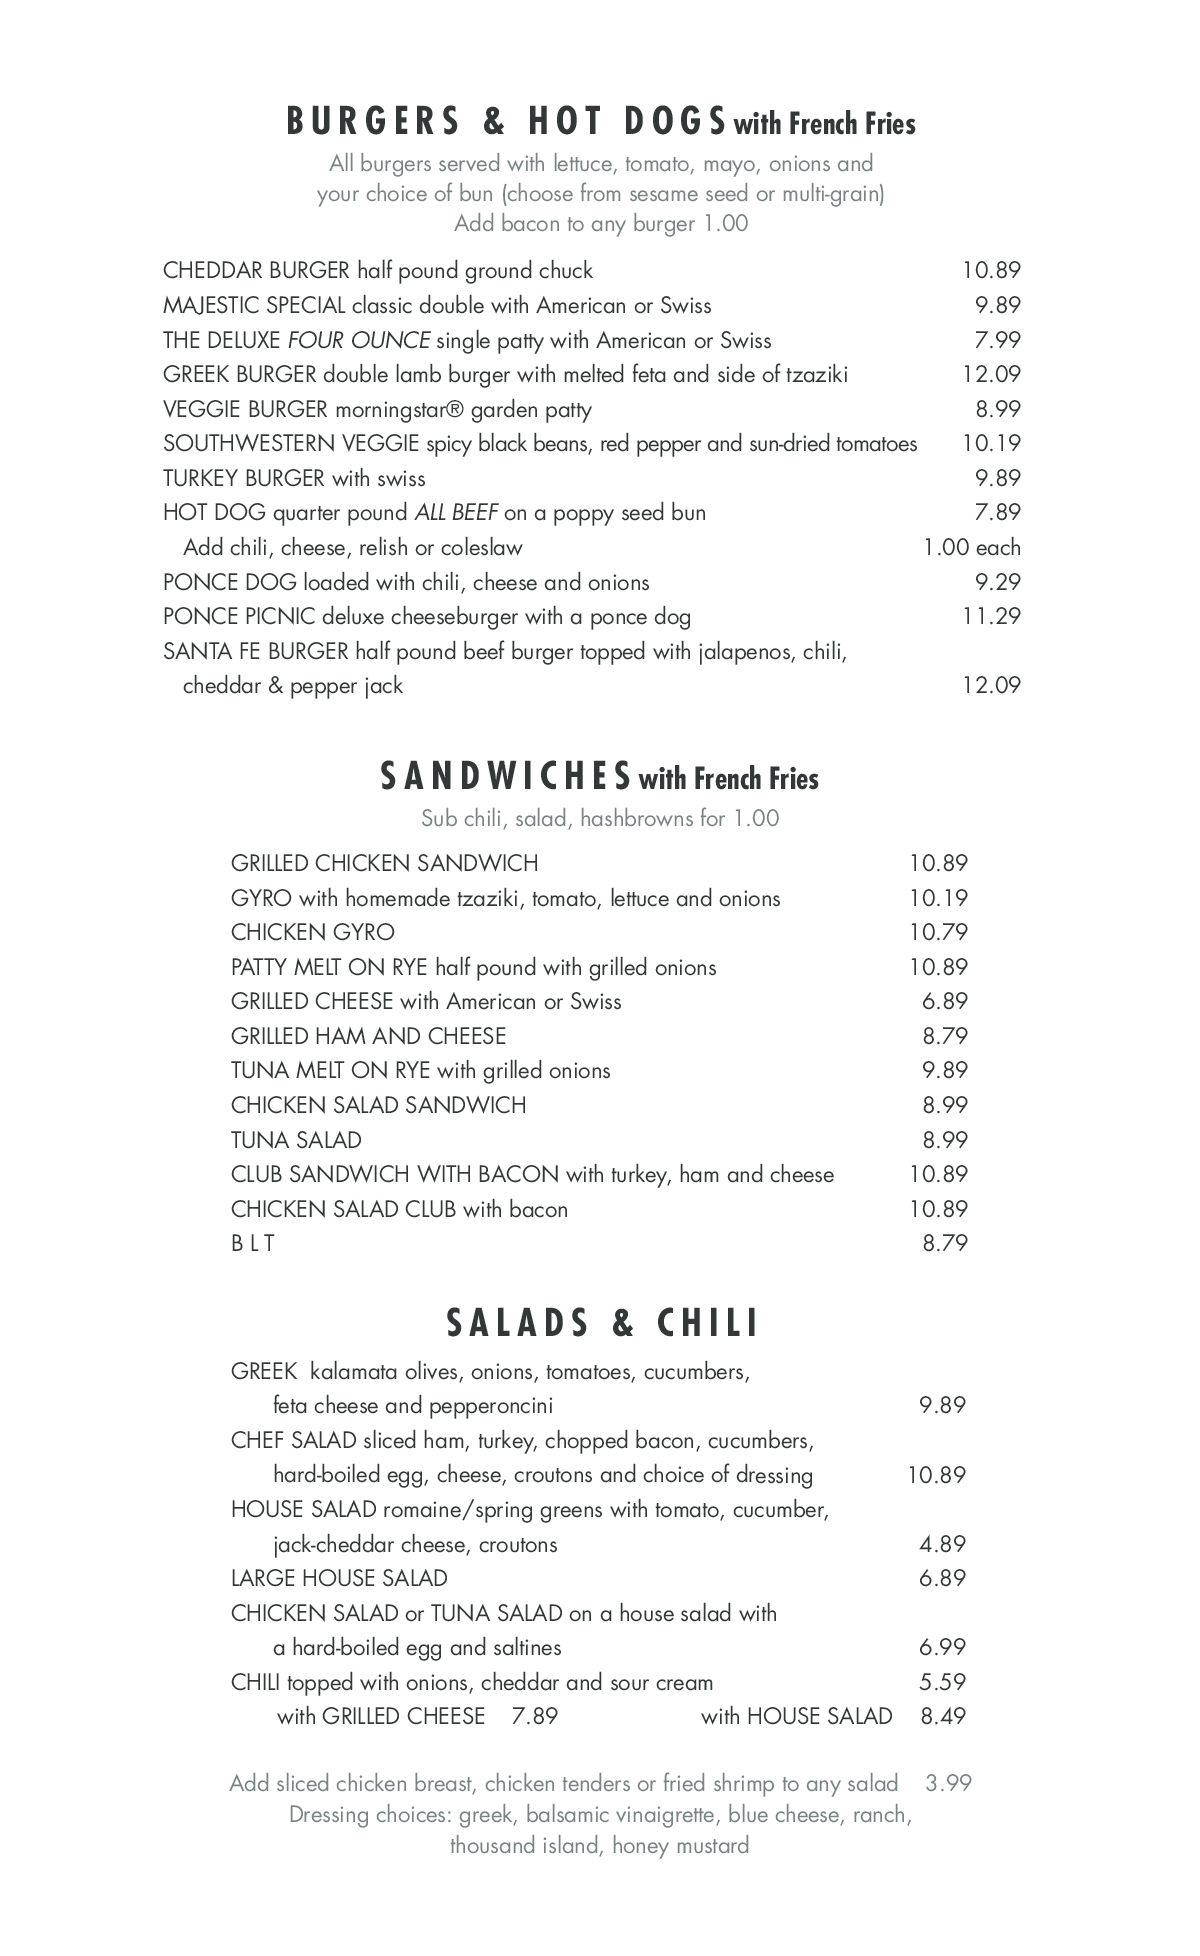 BURGERS & HOT DOGS with French Fries
All burgers served with lettuce, tomato, mayo, onions and
your choice of bun (choose from sesame seed or multi-grain)
Add bacon to any burger 1.00
CHEDDAR BURGER half pound ground chuck 10.89
MAJESTIC SPECIAL classic double with American or Swiss 9.89
THE DELUXE FOUR OUNCE single patty with American or Swiss 7.99
GREEK BURGER double lamb burger with melted feta and side of tzaziki 12.09
VEGGIE BURGER morningstar® garden patty 8.99
SOUTHWESTERN VEGGIE spicy black beans, red pepper and sun-dried tomatoes 10.19
TURKEY BURGER with swiss 9.89
HOT DOG quarter pound ALL BEEF on a poppy seed bun 7.89
Add chili, cheese, relish or coleslaw 1.00 each
PONCE DOG loaded with chili, cheese and onions 9.29
PONCE PICNIC deluxe cheeseburger with a ponce dog 11.29
SANTA FE BURGER half pound beef burger topped with jalapenos, chili,
cheddar & pepper jack 12.09
SANDWICHES with French Fries
Sub chili, salad, hashbrowns for 1.00
GRILLED CHICKEN SANDWICH 10.89
GYRO with homemade tzaziki, tomato, lettuce and onions 10.19
CHICKEN GYRO 10.79
PATTY MELT ON RYE half pound with grilled onions 10.89
GRILLED CHEESE with American or Swiss 6.89
GRILLED HAM AND CHEESE 8.79
TUNA MELT ON RYE with grilled onions 9.89
CHICKEN SALAD SANDWICH 8.99
TUNA SALAD 8.99
CLUB SANDWICH WITH BACON with turkey, ham and cheese 10.89
CHICKEN SALAD CLUB with bacon 10.89
B L T 8.79
SALADS & CHILI
GREEK kalamata olives, onions, tomatoes, cucumbers,
feta cheese and pepperoncini 9.89
CHEF SALAD sliced ham, turkey, chopped bacon, cucumbers,
hard-boiled egg, cheese, croutons and choice of dressing 10.89
HOUSE SALAD romaine/spring greens with tomato, cucumber,
jack-cheddar cheese, croutons 4.89
LARGE HOUSE SALAD 6.89
CHICKEN SALAD or TUNA SALAD on a house salad with
a hard-boiled egg and saltines 6.99
CHILI topped with onions, cheddar and sour cream 5.59
with GRILLED CHEESE 7.89 with HOUSE SALAD 8.49
Add sliced chicken breast, chicken tenders or fried shrimp to any salad 3.99
Dressing choices: greek, balsamic vinaigrette, blue cheese, ranch,
thousand island, honey mustard